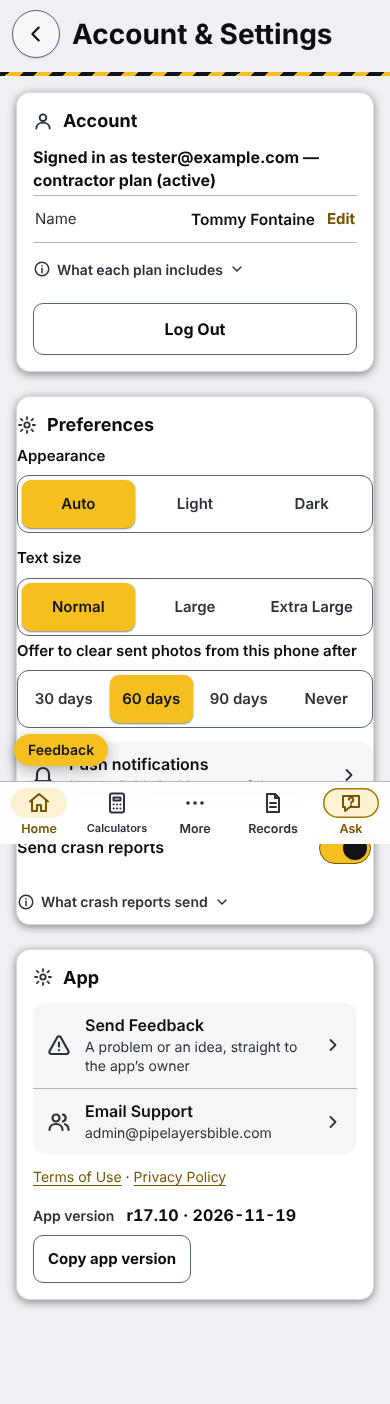 Account & Settings
Account
Signed in as tester@example.com —
contractor plan (active)
Name Tommy Fontaine Edit
What each plan includes
Log Out
Preferences
Appearance
Auto Light Dark
Text size
Normal Large Extra Large
Offer to clear sent photos from this phone after
30 days 60 days 90 days Never
Feedback
Push notifications
Home Calculators More Records Ask
Send crash reports
What crash reports send
App
Send Feedback
A problem or an idea, straight to
the app's owner
Email Support
admin@pipelayersbible.com
Terms of Use · Privacy Policy
App version r17.10 · 2026-11-19
Copy app version